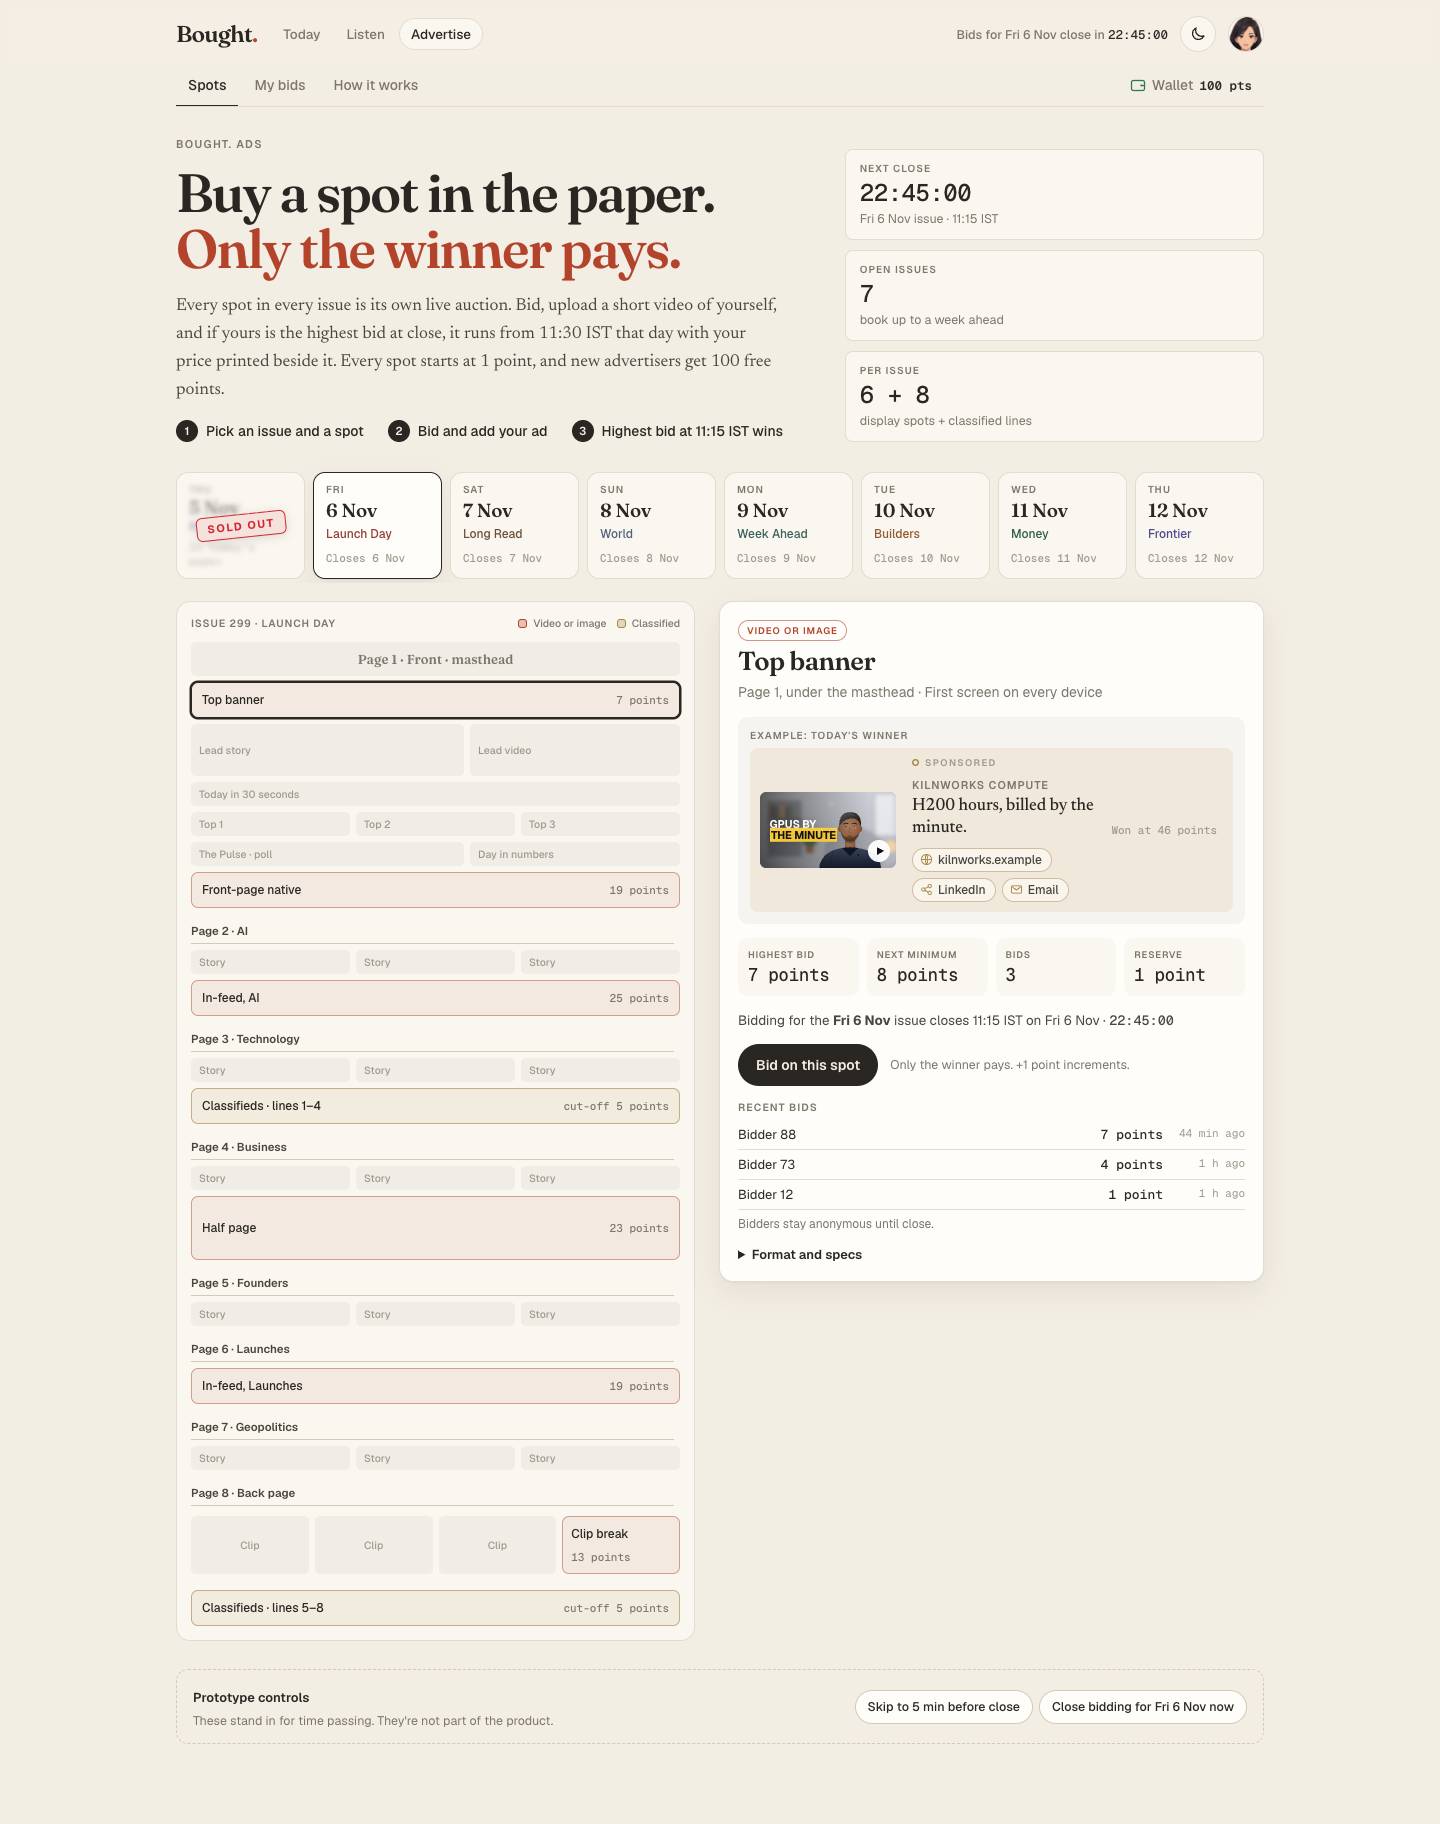 Bought.
Today
Listen
Advertise
Bids for Fri 6 Nov close in 22:45:00
Spots
My bids
How it works
Wallet 100 pts
BOUGHT. ADS
Buy a spot in the paper.
Only the winner pays.
Every spot in every issue is its own live auction. Bid, upload a short video of yourself,
and if yours is the highest bid at close, it runs from 11:30 IST that day with your
price printed beside it. Every spot starts at 1 point, and new advertisers get 100 free
points.
1 Pick an issue and a spot
2 Bid and add your ad
3 Highest bid at 11:15 IST wins
NEXT CLOSE
22:45:00
Fri 6 Nov issue · 11:15 IST
OPEN ISSUES
7
book up to a week ahead
PER ISSUE
6 + 8
display spots + classified lines
5 Nov
SOLD OUT
FRI
6 Nov
Launch Day
Closes 6 Nov
SAT
7 Nov
Long Read
Closes 7 Nov
SUN
8 Nov
World
Closes 8 Nov
MON
9 Nov
Week Ahead
Closes 9 Nov
TUE
10 Nov
Builders
Closes 10 Nov
WED
11 Nov
Money
Closes 11 Nov
THU
12 Nov
Frontier
Closes 12 Nov
ISSUE 299 · LAUNCH DAY
Video or image
Classified
Page 1 · Front · masthead
Top banner 7 points
Lead story
Lead video
Today in 30 seconds
Top 1
Top 2
Top 3
The Pulse · poll
Day in numbers
Front-page native 19 points
Page 2 · AI
Story
Story
Story
In-feed, AI 25 points
Page 3 · Technology
Story
Story
Story
Classifieds · lines 1–4 cut-off 5 points
Page 4 · Business
Story
Story
Story
Half page 23 points
Page 5 · Founders
Story
Story
Story
Page 6 · Launches
In-feed, Launches 19 points
Page 7 · Geopolitics
Story
Story
Story
Page 8 · Back page
Clip
Clip
Clip
Clip break
13 points
Classifieds · lines 5–8 cut-off 5 points
VIDEO OR IMAGE
Top banner
Page 1, under the masthead · First screen on every device
EXAMPLE: TODAY'S WINNER
GPUS BY
THE MINUTE
SPONSORED
KILNWORKS COMPUTE
H200 hours, billed by the
minute.
Won at 46 points
kilnworks.example
LinkedIn
Email
HIGHEST BID
7 points
NEXT MINIMUM
8 points
BIDS
3
RESERVE
1 point
Bidding for the Fri 6 Nov issue closes 11:15 IST on Fri 6 Nov · 22:45:00
Bid on this spot
Only the winner pays. +1 point increments.
RECENT BIDS
Bidder 88 7 points 44 min ago
Bidder 73 4 points 1 h ago
Bidder 12 1 point 1 h ago
Bidders stay anonymous until close.
Format and specs
Prototype controls
These stand in for time passing. They're not part of the product.
Skip to 5 min before close
Close bidding for Fri 6 Nov now